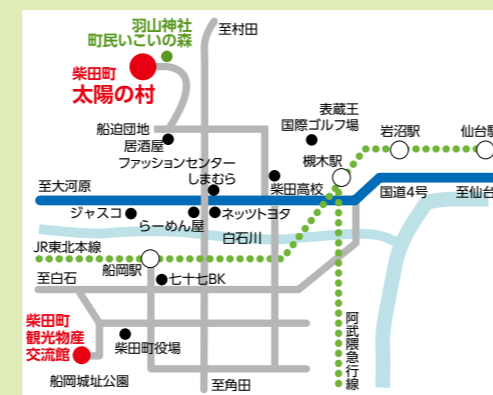 羽山神社
町民いこいの森
至村田
柴田町
太陽の村
船迫団地
居酒屋
ファッションセンター
しまむら
表蔵王
国際ゴルフ場
岩沼駅
仙台駅
槻木駅
柴田高校
至大河原
国道4号
至仙台
ジャスコ
らーめん屋
ネッツトヨタ
白石川
JR東北本線
船岡駅
至白石
七十七BK
柴田町
観光物産
交流館
柴田町役場
船岡城址公園
至角田
阿武隈急行線